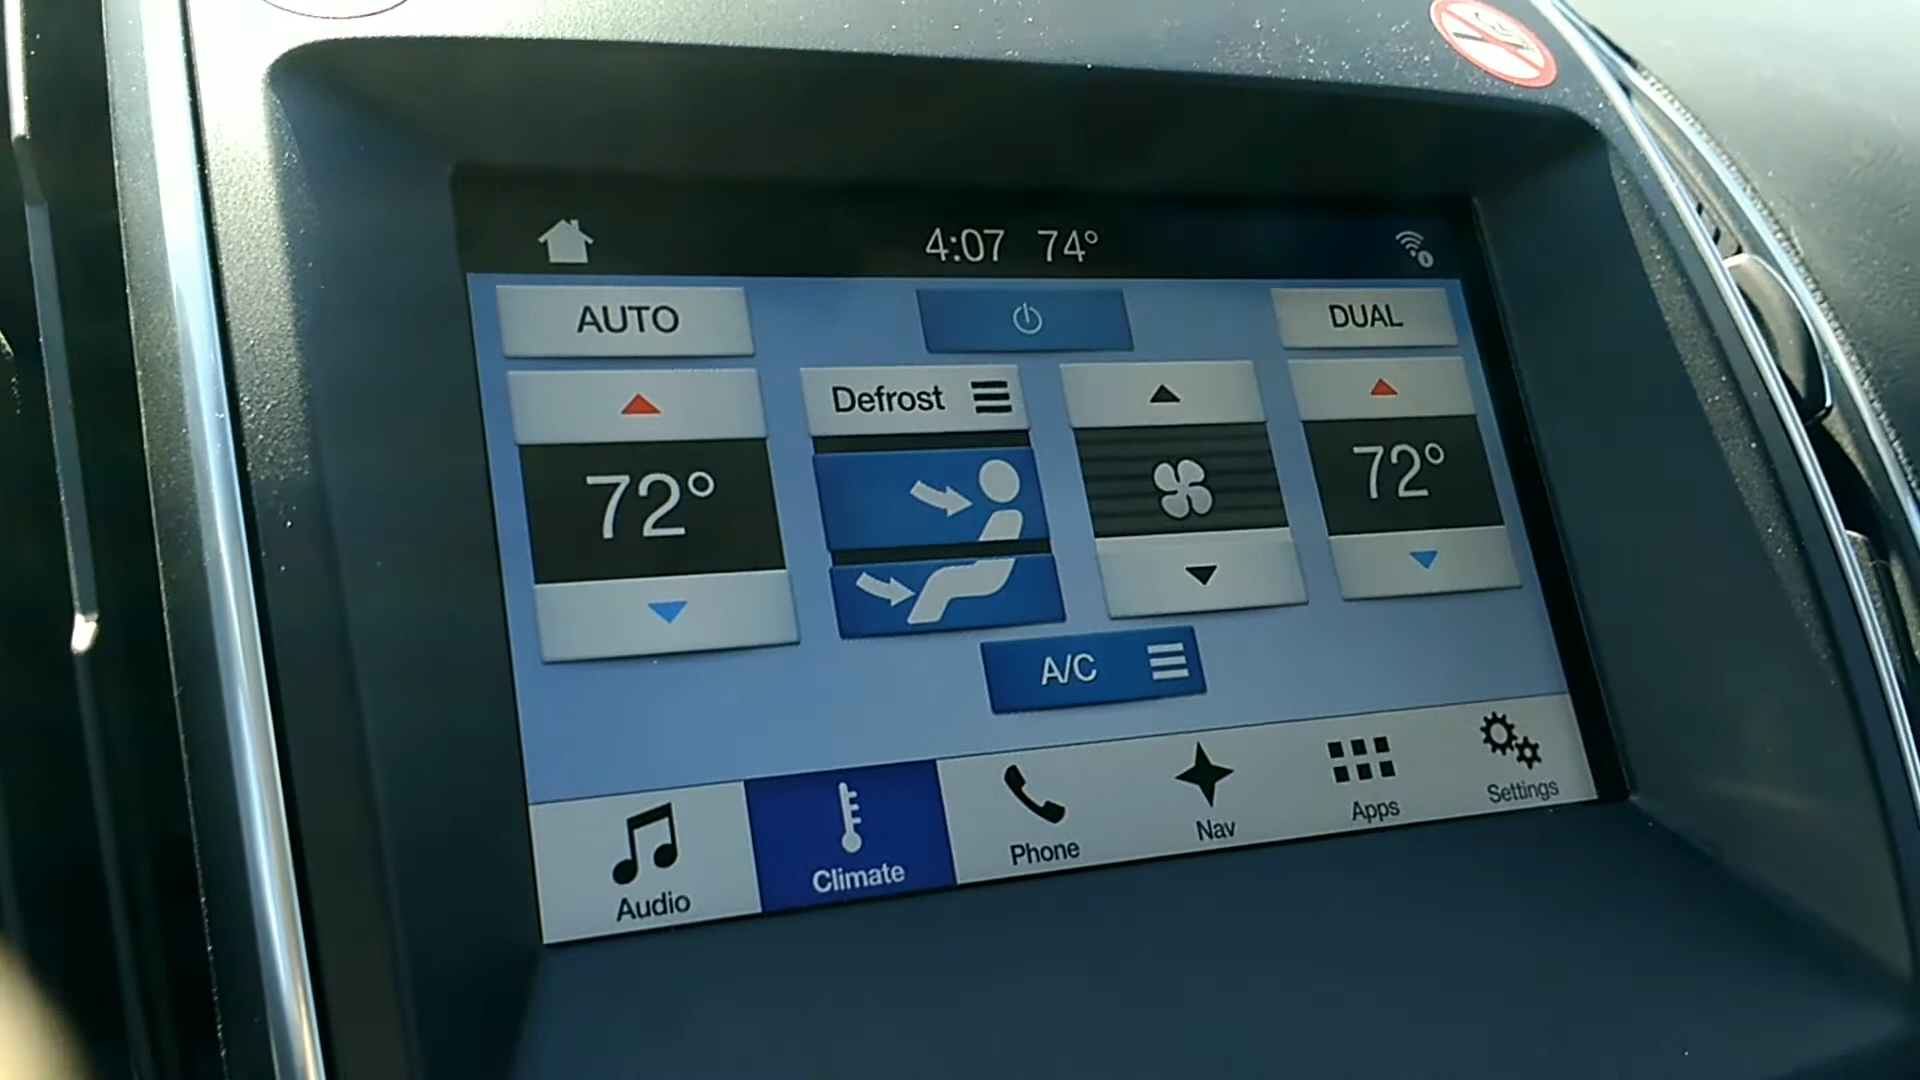 4:07 74°
AUTO
DUAL
Defrost
72°
72°
A/C
Audio
Climate
Phone
Nav
Apps
Settings